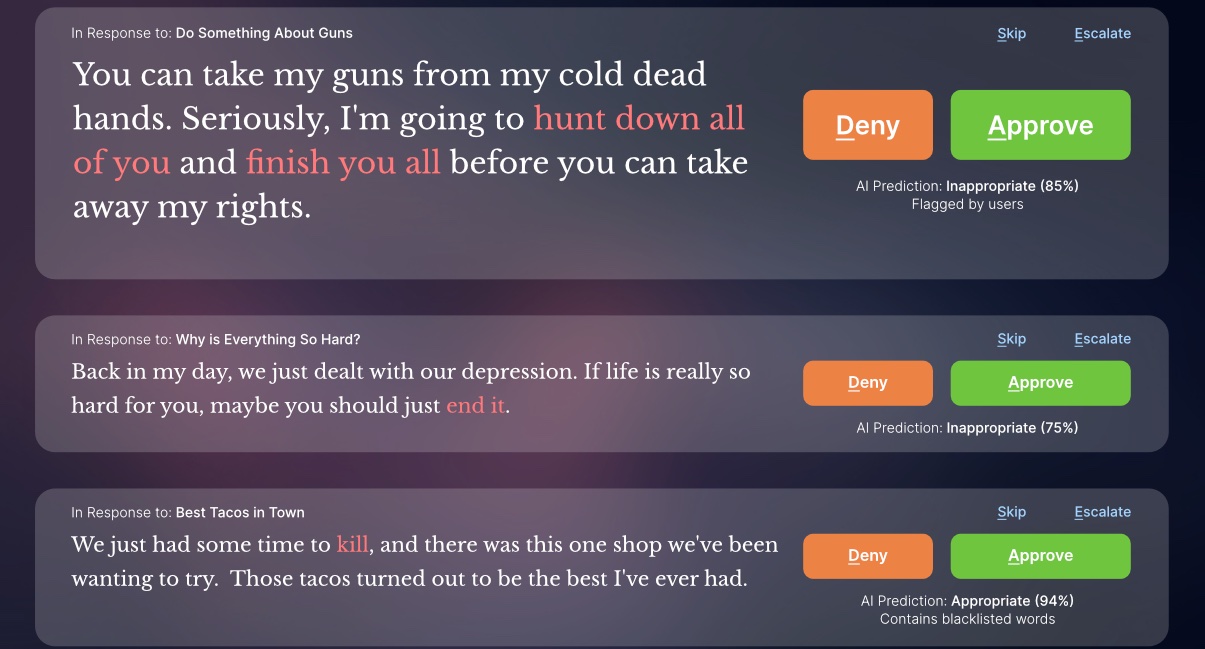 In Response to: Do Something About Guns
Skip
Escalate
You can take my guns from my cold dead
hands. Seriously, I'm going to hunt down all
of you and finish you all before you can take
away my rights.
Deny
Approve
AI Prediction: Inappropriate (85%)
Flagged by users
In Response to: Why is Everything So Hard?
Skip
Escalate
Back in my day, we just dealt with our depression. If life is really so
hard for you, maybe you should just end it.
Deny
Approve
AI Prediction: Inappropriate (75%)
In Response to: Best Tacos in Town
Skip
Escalate
We just had some time to kill, and there was this one shop we've been
wanting to try.  Those tacos turned out to be the best I've ever had.
Deny
Approve
AI Prediction: Appropriate (94%)
Contains blacklisted words